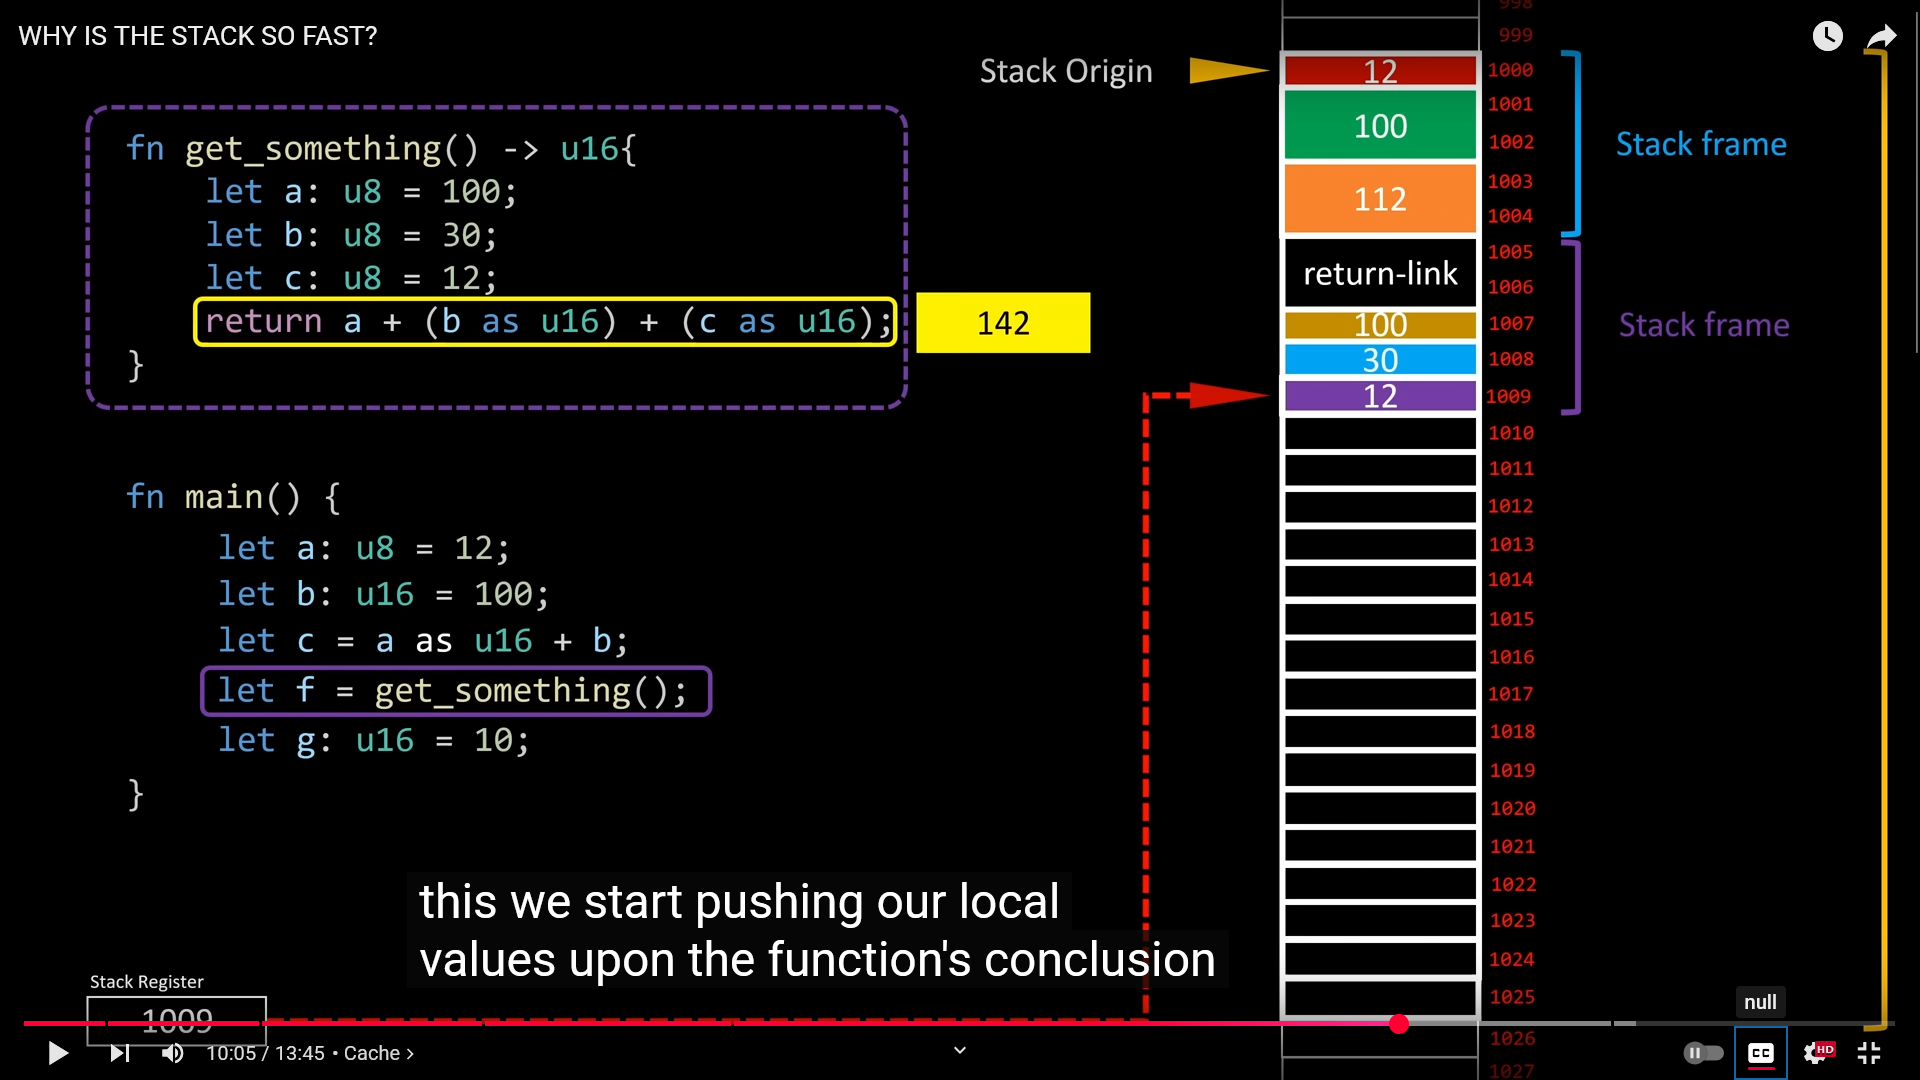 WHY IS THE STACK SO FAST?
998
999
Stack Origin
12
1000
100
1001
1002
112
1003
1004
Stack frame
return-link
1005
1006
100
1007
30
1008
12
1009
Stack frame
fn get_something() -> u16{
let a: u8 = 100;
let b: u8 = 30;
let c: u8 = 12;
return a + (b as u16) + (c as u16);
}
142
fn main() {
let a: u8 = 12;
let b: u16 = 100;
let c = a as u16 + b;
let f = get_something();
let g: u16 = 10;
}
1010
1011
1012
1013
1014
1015
1016
1017
1018
1019
1020
1021
1022
1023
1024
1025
1026
1027
this we start pushing our local
values upon the function's conclusion
Stack Register
1009
null
10:05 / 13:45 • Cache >
CC
HD